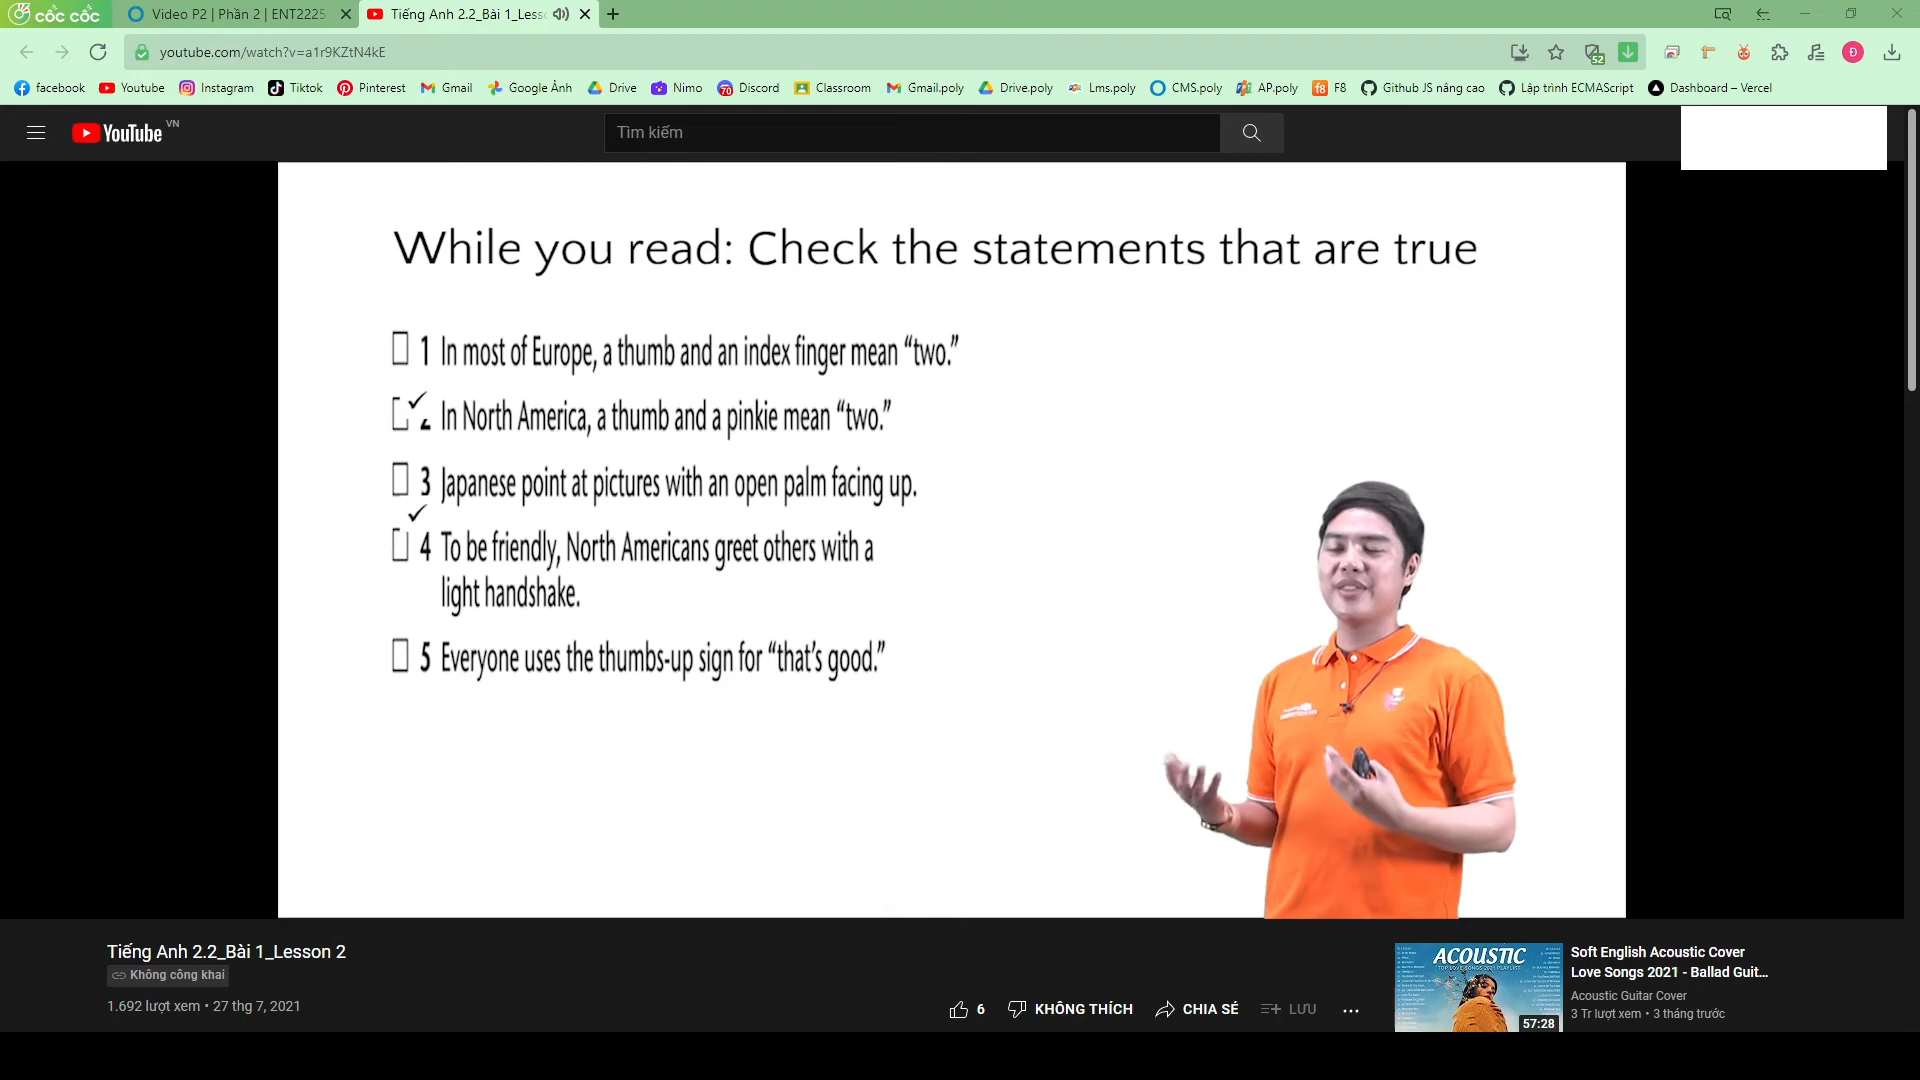 cốc cốc
Video P2 | Phần 2 | ENT2225
Tiếng Anh 2.2_Bài 1_Less
youtube.com/watch?v=a1r9KZtN4kE
52
Đ
facebook
Youtube
Instagram
Tiktok
Pinterest
Gmail
Google Ảnh
Drive
Nimo
Discord
Classroom
Gmail.poly
Drive.poly
Lms.poly
CMS.poly
AP.poly
F8
Github JS nâng cao
Lập trình ECMAScript
Dashboard – Vercel
YouTube VN
Tìm kiếm
While you read: Check the statements that are true
1 In most of Europe, a thumb and an index finger mean “two.”
✓ 2 In North America, a thumb and a pinkie mean “two.”
3 Japanese point at pictures with an open palm facing up.
✓ 4 To be friendly, North Americans greet others with a
light handshake.
5 Everyone uses the thumbs-up sign for “that’s good.”
Tiếng Anh 2.2_Bài 1_Lesson 2
Không công khai
1.692 lượt xem • 27 thg 7, 2021
6
KHÔNG THÍCH
CHIA SẺ
LƯU
ACOUSTIC
TOP LOVE SONGS 2021 PLAYLIST
57:28
Soft English Acoustic Cover
Love Songs 2021 - Ballad Guit...
Acoustic Guitar Cover
3 Tr lượt xem • 3 tháng trước